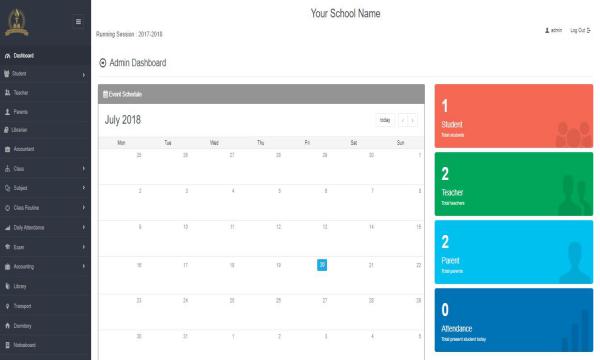 Your School Name
Running Session : 2017-2018
admin Log Out
Dashboard
Student
Teacher
Parents
Librarian
Accountant
Class
Subject
Class Routine
Daily Attendance
Exam
Accounting
Library
Transport
Dormitory
Noticeboard
Admin Dashboard
Event Schedule
July 2018
today < >
Mon Tue Wed Thu Fri Sat Sun
25 26 27 28 29 30 1
2 3 4 5 6 7 8
9 10 11 12 13 14 15
16 17 18 19 20 21 22
23 24 25 26 27 28 29
30 31 1 2 3 4 5
1
Student
Total students
2
Teacher
Total teachers
2
Parent
Total parents
0
Attendance
Total present student today